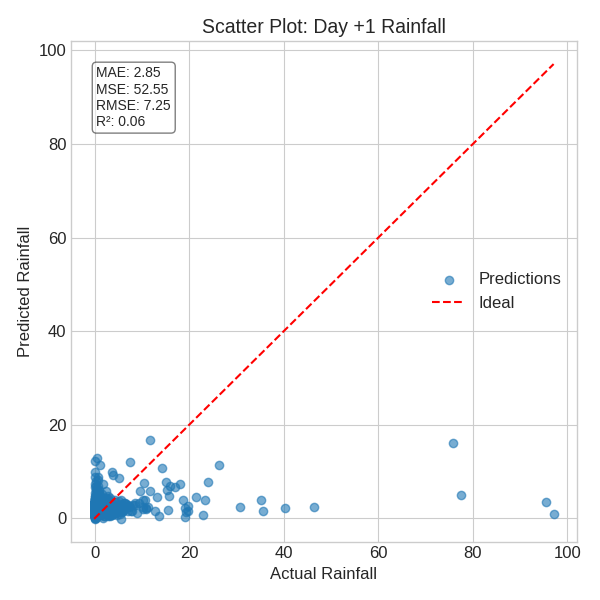 Scatter Plot: Day +1 Rainfall
100
80
60
40
20
0
Predicted Rainfall
MAE: 2.85
MSE: 52.55
RMSE: 7.25
R²: 0.06
Predictions
Ideal
0 20 40 60 80 100
Actual Rainfall